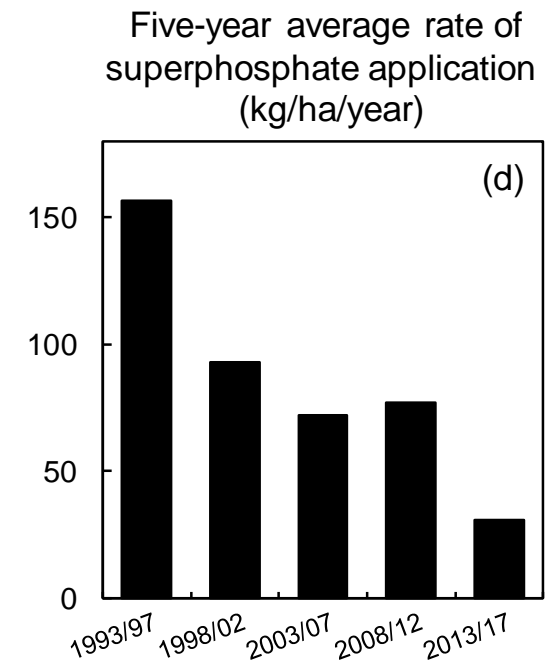 Five-year average rate of
superphosphate application
(kg/ha/year)
(d)
150
100
50
0
1993/97 1998/02 2003/07 2008/12 2013/17